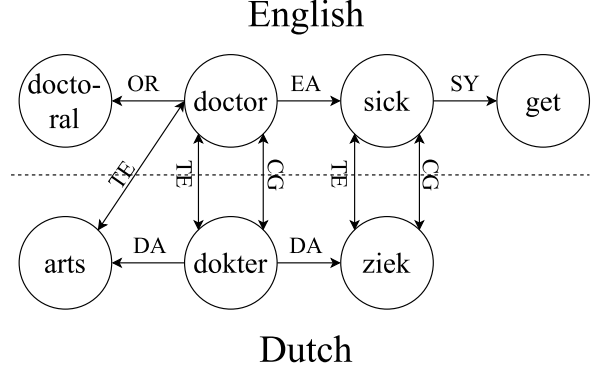 English
docto-
ral
OR
doctor
EA
sick
SY
get
TE
TE
CG
TE
CG
arts
DA
dokter
DA
ziek
Dutch